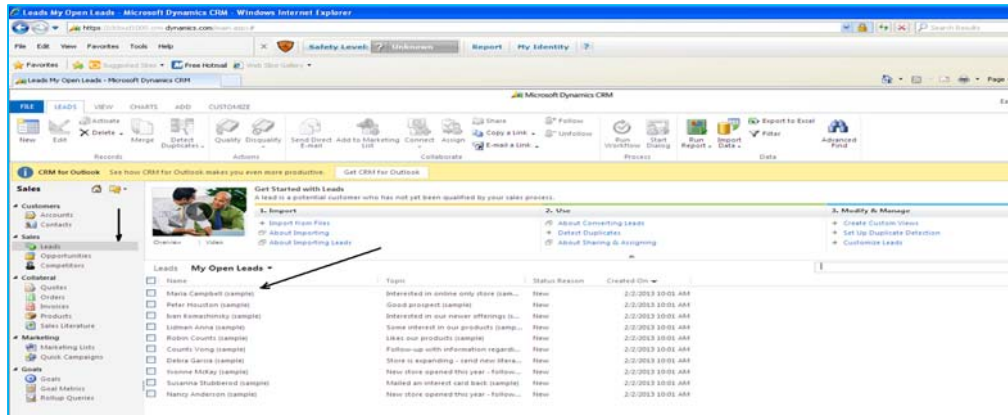 Leads My Open Leads - Microsoft Dynamics CRM - Windows Internet Explorer
https dynamics.com
Search Results
File Edit View Favorites Tools Help
Safety Level: ? Unknown Report My Identity ?
Favorites Suggested Sites Free Hotmail Web Slice Gallery
Leads My Open Leads - Microsoft Dynamics CRM
Page
Microsoft Dynamics CRM
FILE LEADS VIEW CHARTS ADD CUSTOMIZE
New
Edit
Activate
Delete
Merge
Detect Duplicates
Qualify
Disqualify
Send Direct E-mail
Add to Marketing List
Connect
Assign
Share
Copy a Link
E-mail a Link
Follow
Unfollow
Run Workflow
Start Dialog
Run Report
Import Data
Export to Excel
Filter
Advanced Find
Records
Actions
Collaborate
Process
Data
CRM for Outlook See how CRM for Outlook makes you even more productive. Get CRM for Outlook
Sales
Customers
Accounts
Contacts
Sales
Leads
Opportunities
Competitors
Collateral
Quotes
Orders
Invoices
Products
Sales Literature
Marketing
Marketing Lists
Quick Campaigns
Goals
Goals
Goal Metrics
Rollup Queries
Overview | Video
Get Started with Leads
A lead is a potential customer who has not yet been qualified by your sales process.
1. Import
Import from Files
About Importing
About Importing Leads
2. Use
About Converting Leads
Detect Duplicates
About Sharing & Assigning
3. Modify & Manage
Create Custom Views
Set Up Duplicate Detection
Customize Leads
Leads My Open Leads
Name Topic Status Reason Created On
Maria Campbell (sample) Interested in online only store (sam... New 2/2/2013 10:01 AM
Peter Houston (sample) Good prospect (sample) New 2/2/2013 10:01 AM
Ivan Komashinsky (sample) Interested in our newer offerings (s... New 2/2/2013 10:01 AM
Lidman Anna (sample) Some interest in our products (samp... New 2/2/2013 10:01 AM
Robin Counts (sample) Likes our products (sample) New 2/2/2013 10:01 AM
Counts Vong (sample) Follow-up with information regardi... New 2/2/2013 10:01 AM
Debra Garcia (sample) Store is expanding - send new litera... New 2/2/2013 10:01 AM
Yvonne McKay (sample) New store opened this year - follow... New 2/2/2013 10:01 AM
Susanna Stubberod (sample) Mailed an interest card back (sample) New 2/2/2013 10:01 AM
Nancy Anderson (sample) New store opened this year - follow... New 2/2/2013 10:01 AM